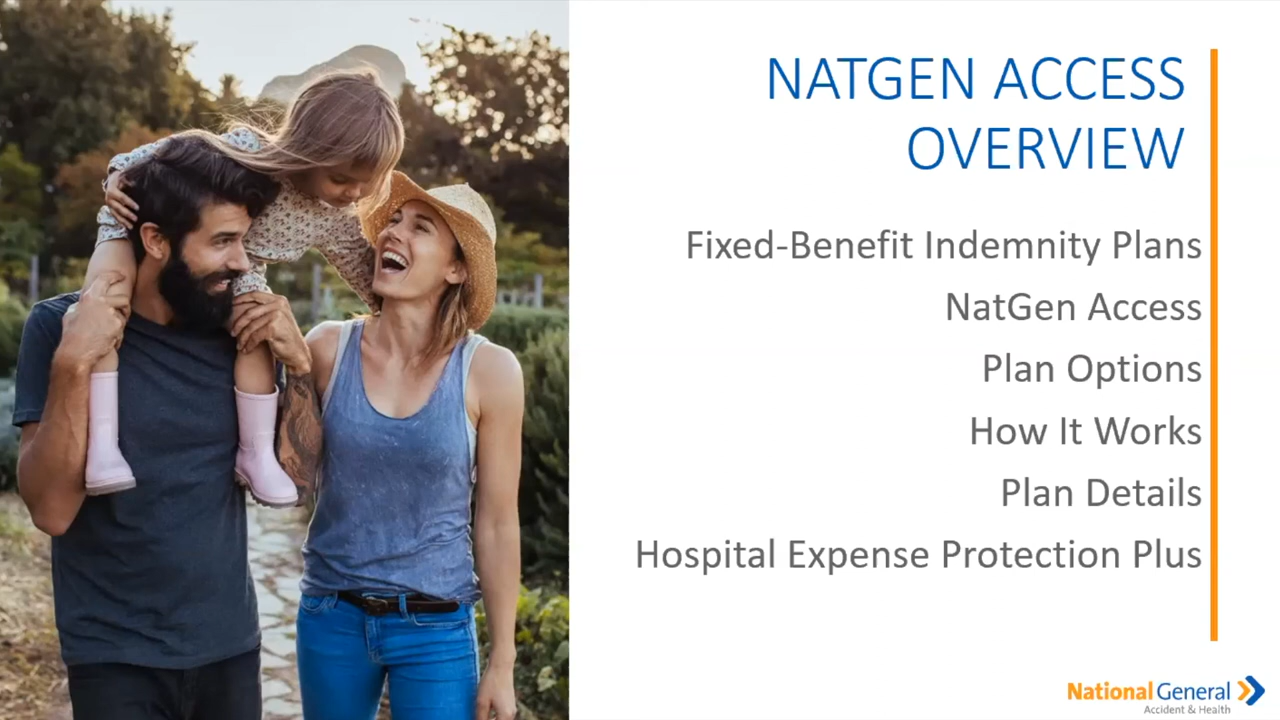 NATGEN ACCESS
OVERVIEW
Fixed-Benefit Indemnity Plans
NatGen Access
Plan Options
How It Works
Plan Details
Hospital Expense Protection Plus
National General
Accident & Health